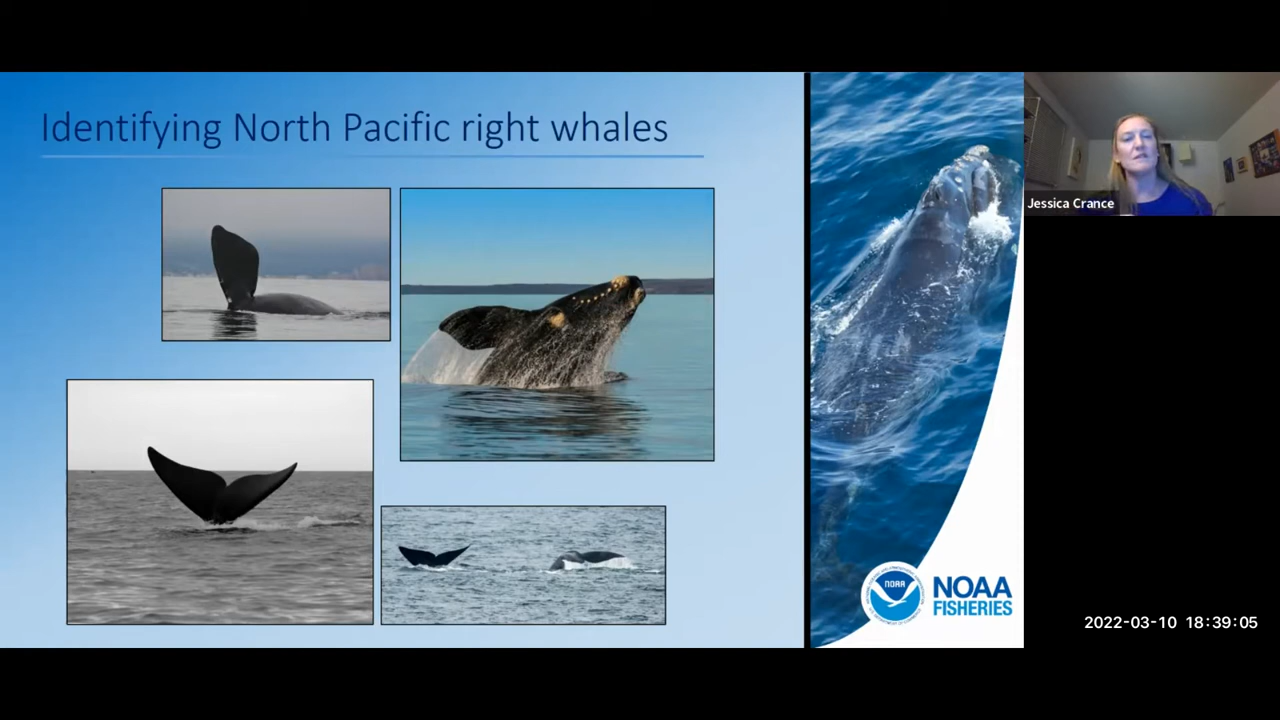 Identifying North Pacific right whales
Jessica Crance
NOAA
NOAA
FISHERIES
2022-03-10 18:39:05